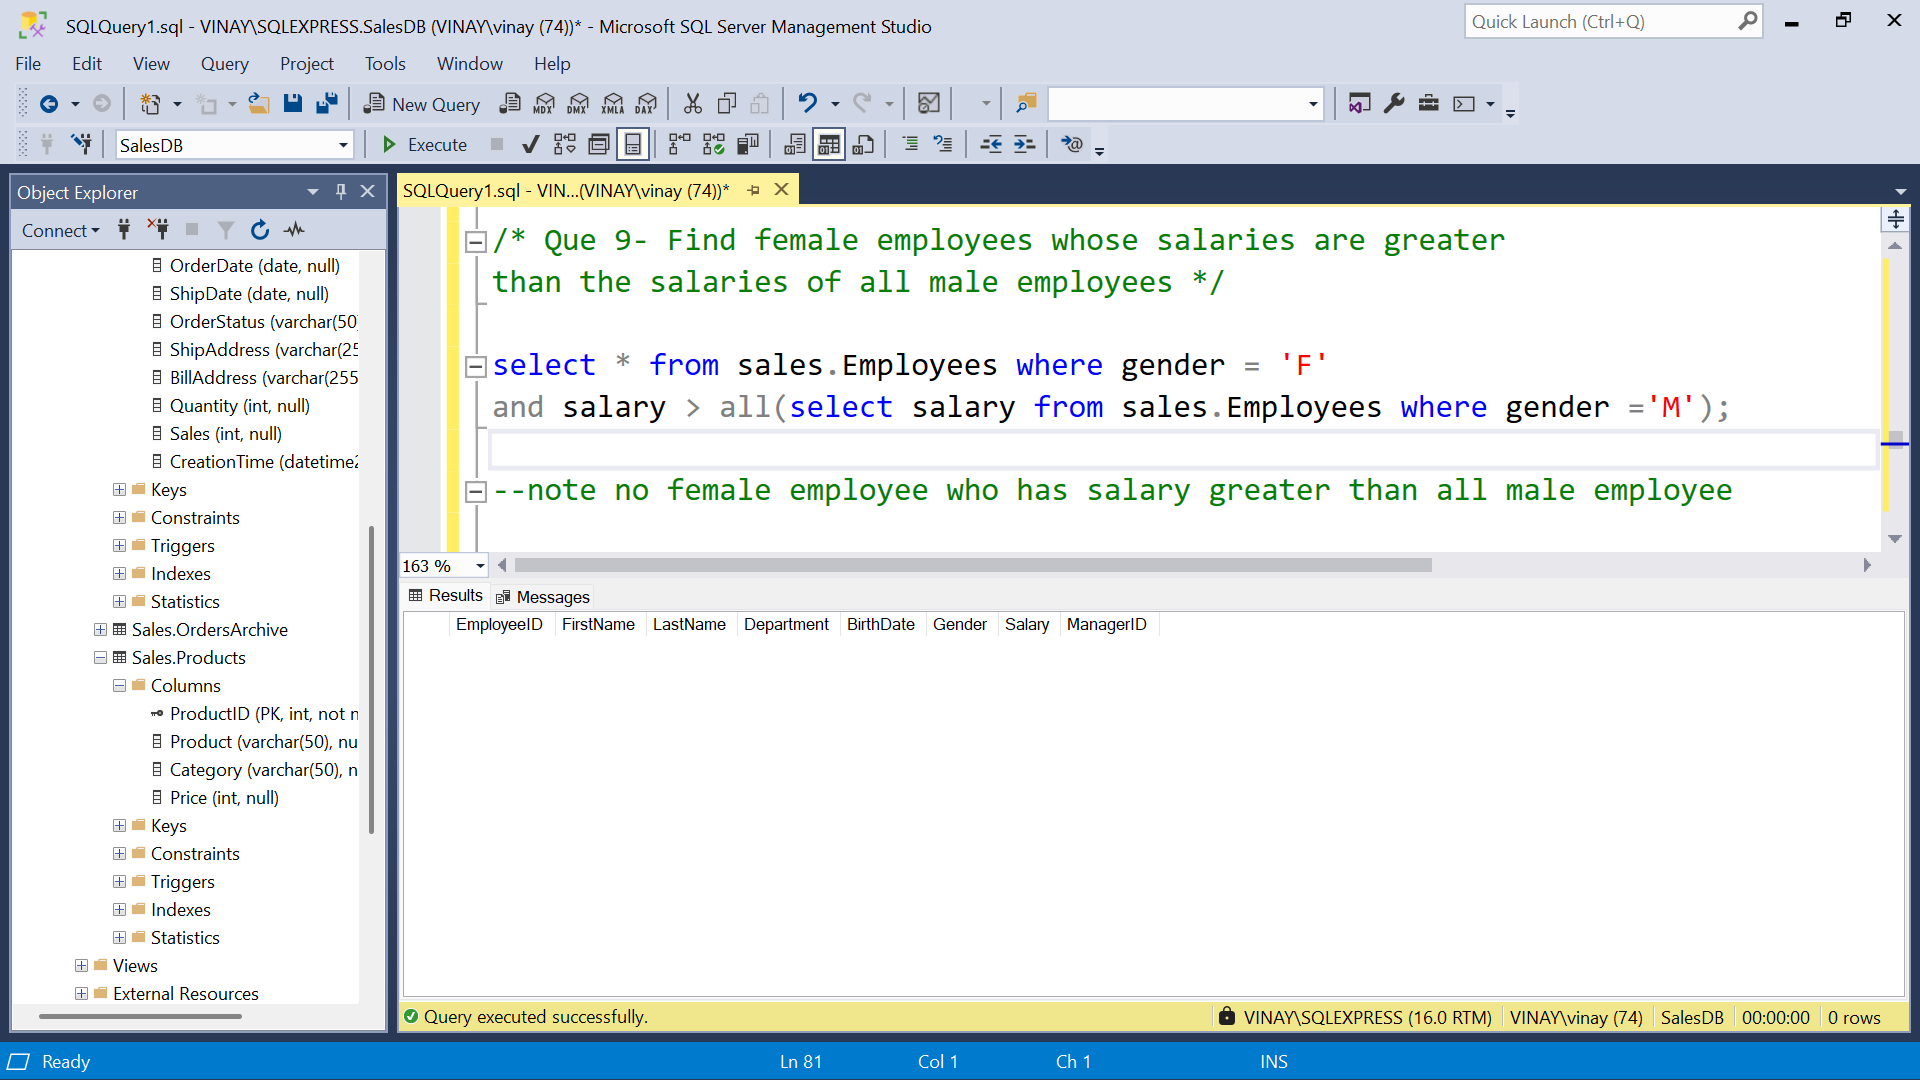 SQLQuery1.sql - VINAY\SQLEXPRESS.SalesDB (VINAY\vinay (74))* - Microsoft SQL Server Management Studio
Quick Launch (Ctrl+Q)
File Edit View Query Project Tools Window Help
New Query MDX DMX XMLA DAX
SalesDB Execute
Object Explorer
Connect
OrderDate (date, null)
ShipDate (date, null)
OrderStatus (varchar(50)
ShipAddress (varchar(25
BillAddress (varchar(255
Quantity (int, null)
Sales (int, null)
CreationTime (datetime2
Keys
Constraints
Triggers
Indexes
Statistics
Sales.OrdersArchive
Sales.Products
Columns
ProductID (PK, int, not n
Product (varchar(50), nu
Category (varchar(50), n
Price (int, null)
Keys
Constraints
Triggers
Indexes
Statistics
Views
External Resources
SQLQuery1.sql - VIN...(VINAY\vinay (74))*
/* Que 9- Find female employees whose salaries are greater
than the salaries of all male employees */
select * from sales.Employees where gender = 'F'
and salary > all(select salary from sales.Employees where gender ='M');
--note no female employee who has salary greater than all male employee
163 %
Results Messages
EmployeeID FirstName LastName Department BirthDate Gender Salary ManagerID
Query executed successfully. VINAY\SQLEXPRESS (16.0 RTM) VINAY\vinay (74) SalesDB 00:00:00 0 rows
Ready Ln 81 Col 1 Ch 1 INS